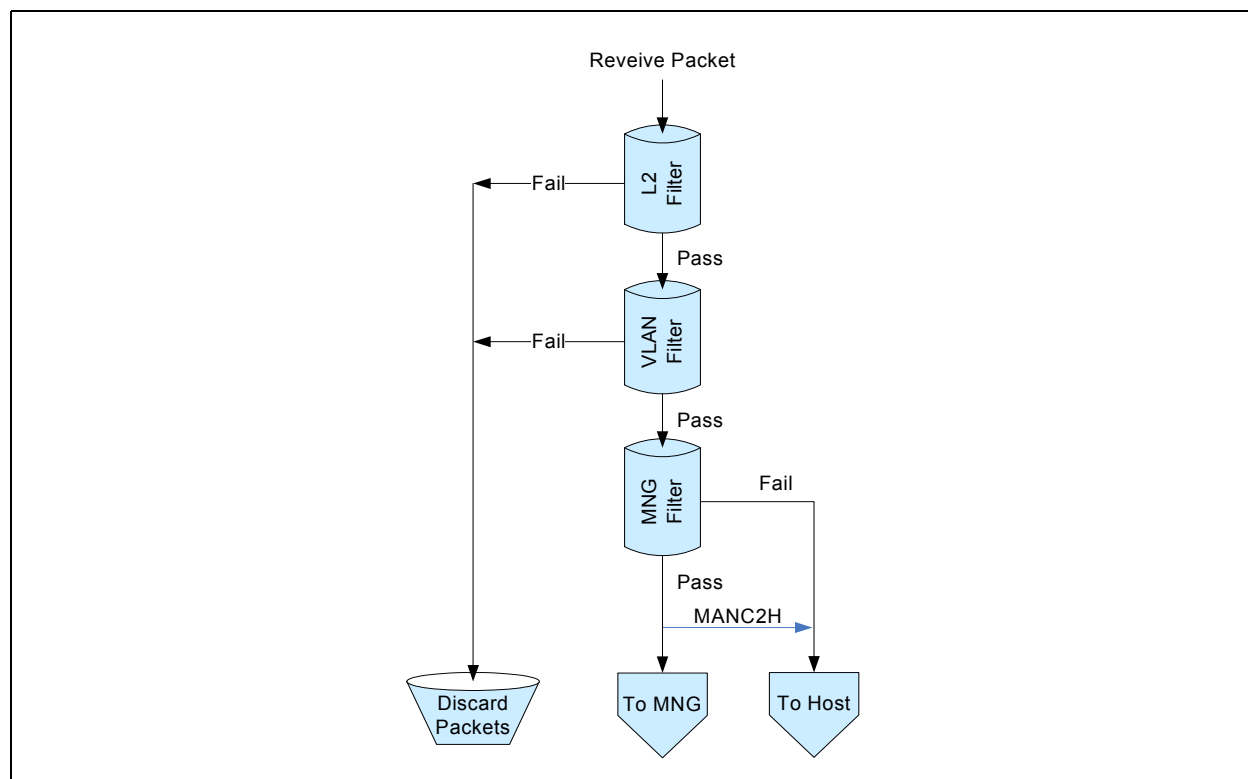 Reveive Packet
L2
Filter
Fail
Pass
VLAN
Filter
Fail
Pass
MNG
Filter
Fail
Pass
MANC2H
Discard
Packets
To MNG
To Host